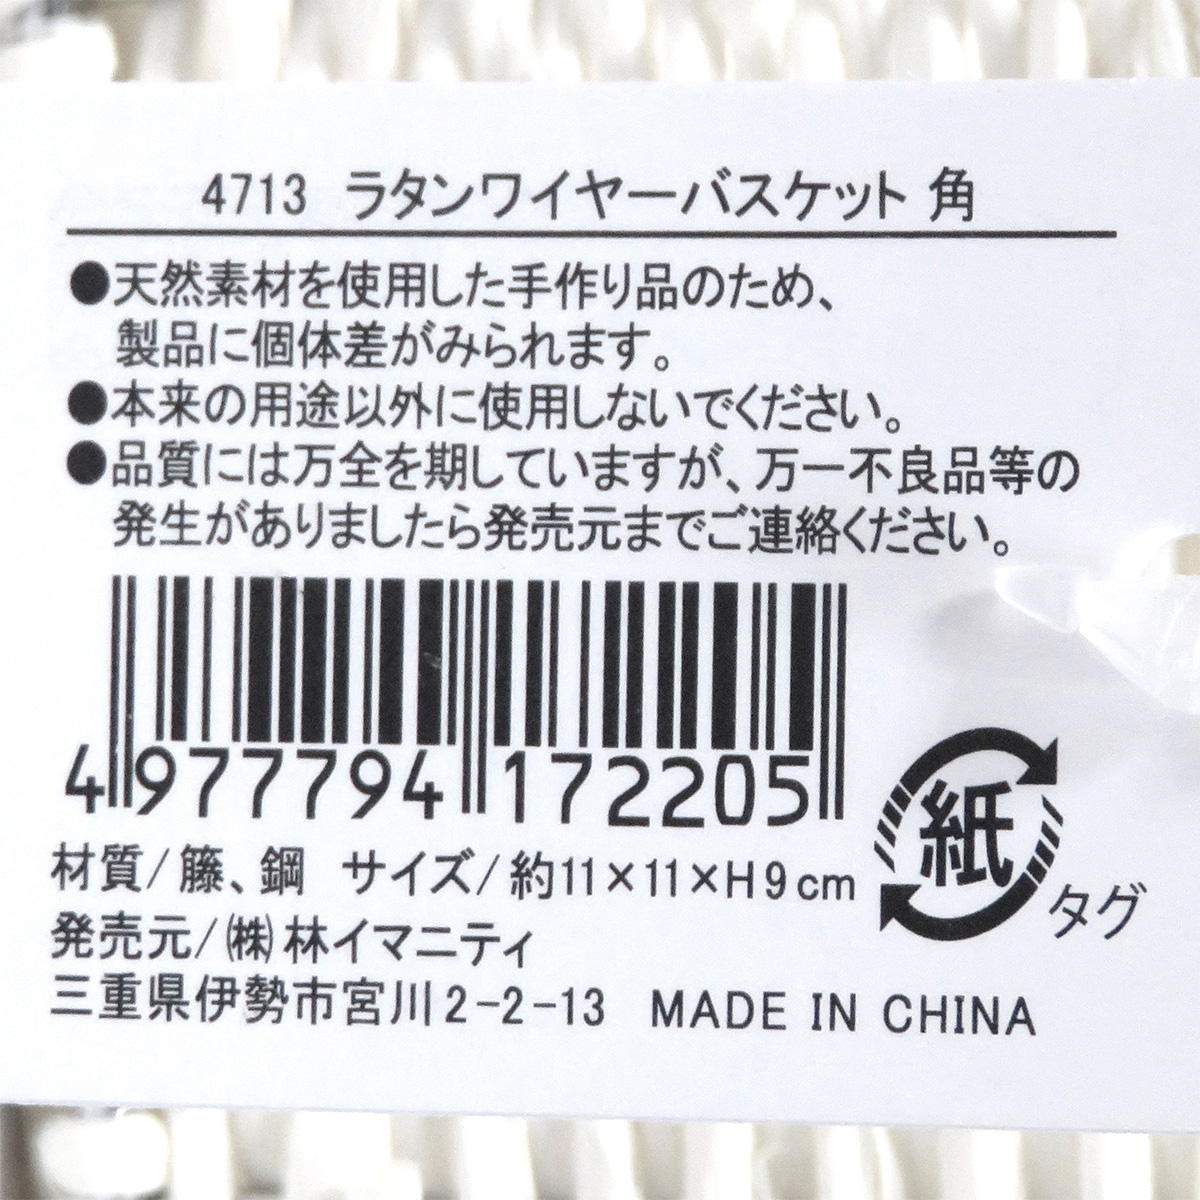 4713 ラタンワイヤーバスケット 角
●天然素材を使用した手作り品のため、
製品に個体差がみられます。
●本来の用途以外に使用しないでください。
●品質には万全を期していますが、万一不良品等の
発生がありましたら発売元までご連絡ください。
4 977794 172205
紙
タグ
材質/籐、鋼 サイズ/約11×11×H9cm
発売元/㈱林イマニティ
三重県伊勢市宮川2-2-13 MADE IN CHINA